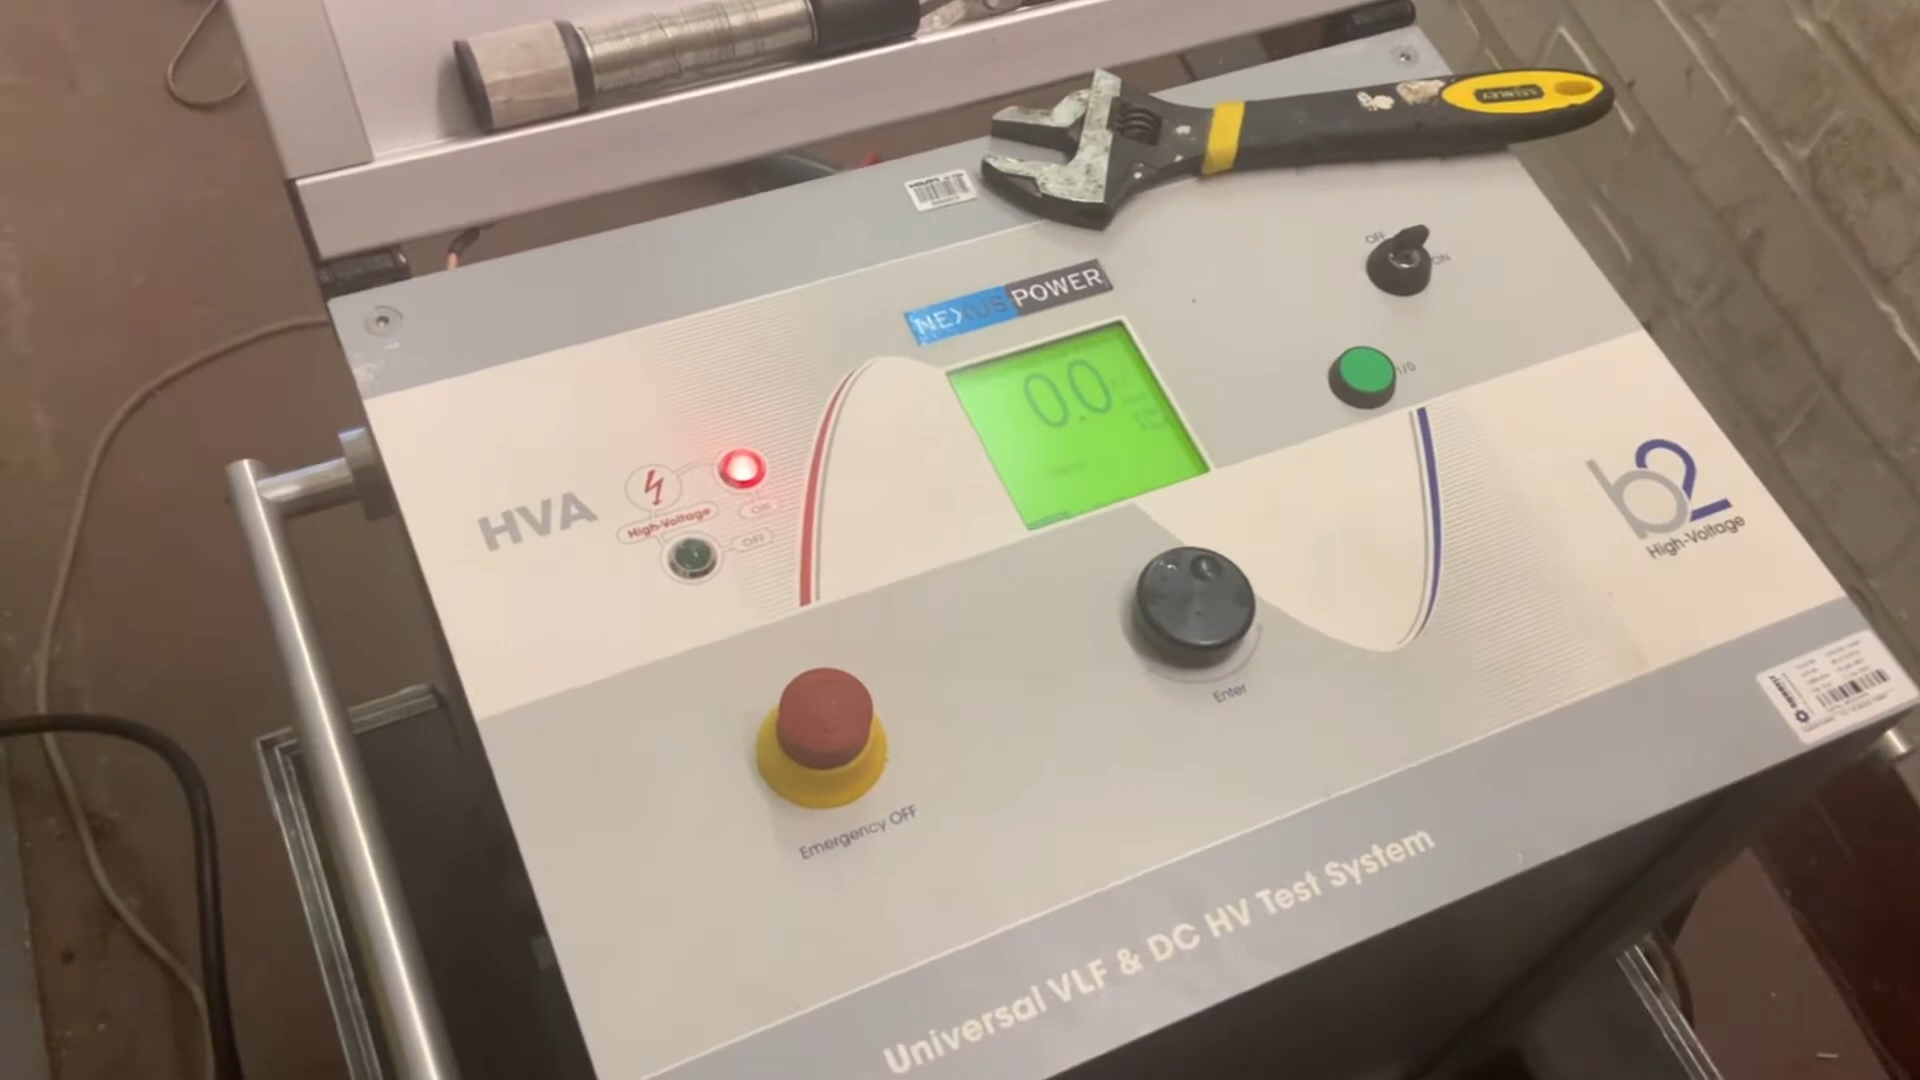 STANLEY
OFF
ON
NEXUS POWER
0.0
I/O
HVA
High-Voltage
ON
OFF
b2
High-Voltage
Enter
Emergency OFF
Universal VLF & DC HV Test System